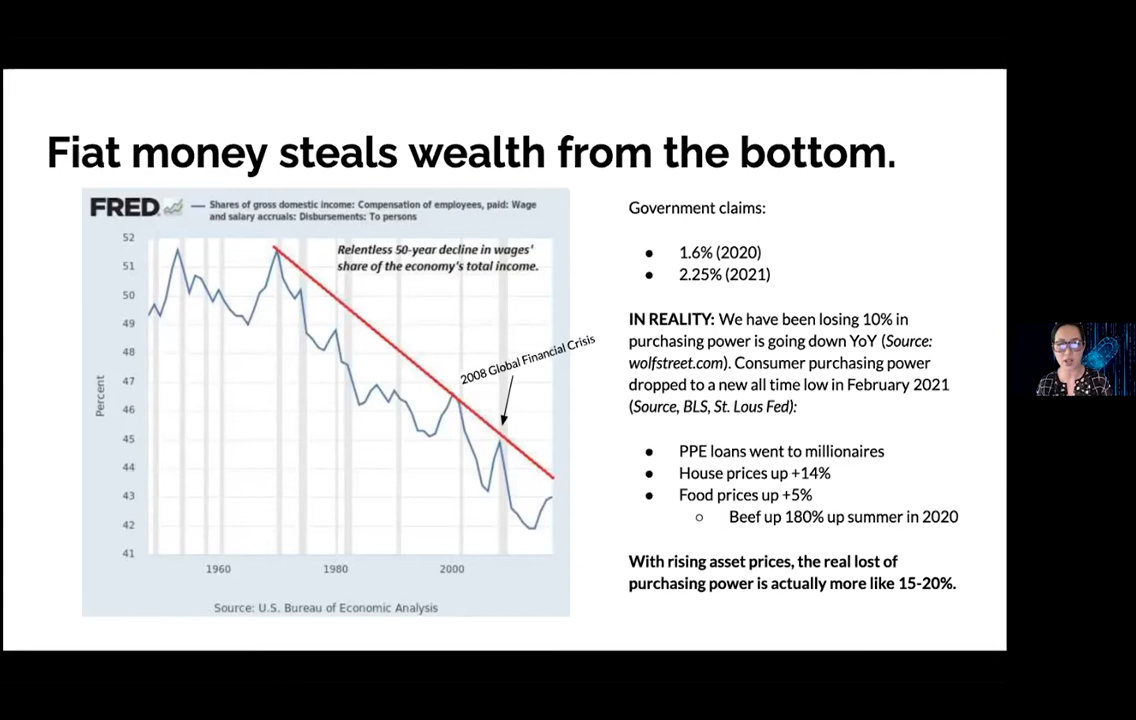 Fiat money steals wealth from the bottom.
FRED
Shares of gross domestic income: Compensation of employees, paid: Wage
and salary accruals: Disbursements: To persons
52
51
50
49
48
47
46
45
44
43
42
41
Percent
Relentless 50-year decline in wages'
share of the economy's total income.
2008 Global Financial Crisis
1960
1980
2000
Source: U.S. Bureau of Economic Analysis
Government claims:
● 1.6% (2020)
● 2.25% (2021)
IN REALITY: We have been losing 10% in
purchasing power is going down YoY (Source:
wolfstreet.com). Consumer purchasing power
dropped to a new all time low in February 2021
(Source, BLS, St. Lous Fed):
● PPE loans went to millionaires
● House prices up +14%
● Food prices up +5%
○ Beef up 180% up summer in 2020
With rising asset prices, the real lost of
purchasing power is actually more like 15-20%.